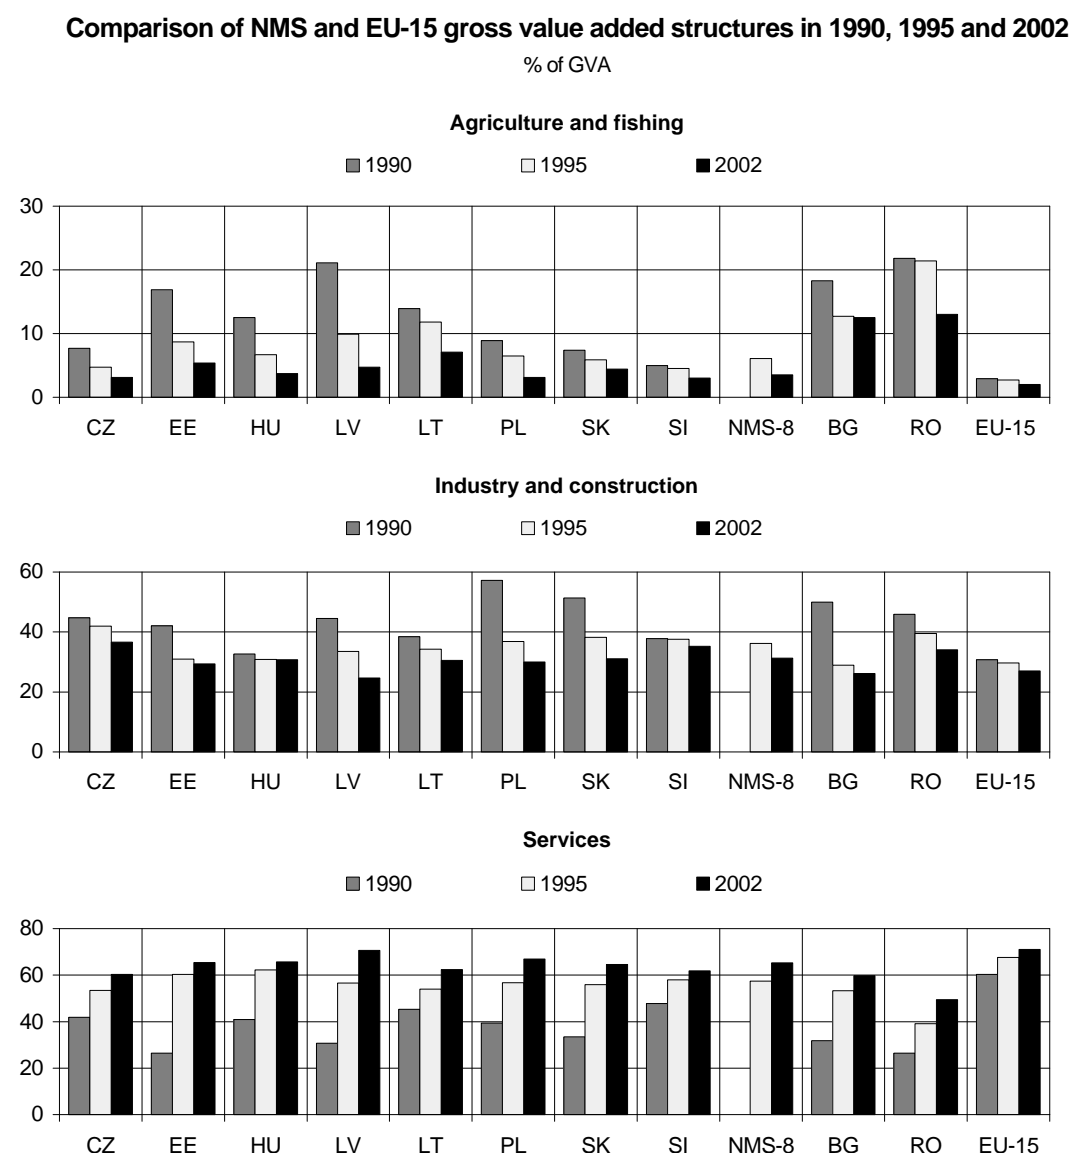 Comparison of NMS and EU-15 gross value added structures in 1990, 1995 and 2002
% of GVA
Agriculture and fishing
1990 1995 2002
30
20
10
0
CZ EE HU LV LT PL SK SI NMS-8 BG RO EU-15
Industry and construction
1990 1995 2002
60
40
20
0
CZ EE HU LV LT PL SK SI NMS-8 BG RO EU-15
Services
1990 1995 2002
80
60
40
20
0
CZ EE HU LV LT PL SK SI NMS-8 BG RO EU-15